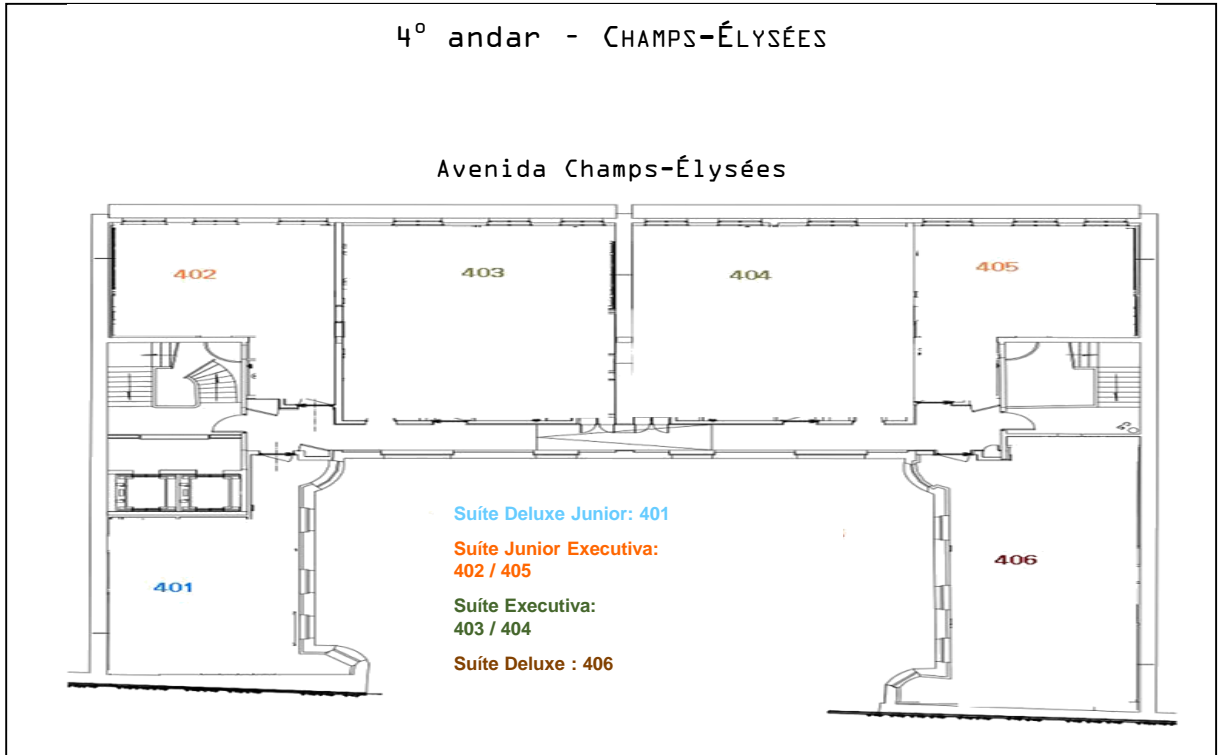 4º andar - CHAMPS-ÉLYSÉES
Avenida Champs-Élysées
402
403
404
405
Suíte Deluxe Junior: 401
Suíte Junior Executiva:
402 / 405
Suíte Executiva:
403 / 404
Suíte Deluxe : 406
401
406